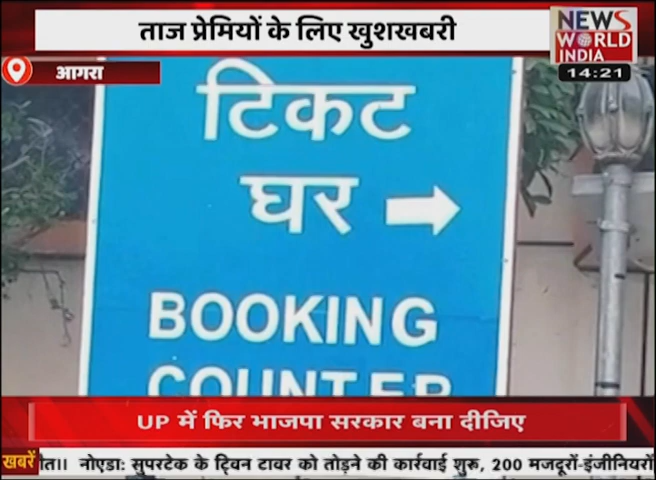 ताज प्रेमियों के लिए खुशखबरी
NEWS
WORLD
INDIA
14:21
आगरा
टिकट
घर
BOOKING
COUNTER
UP में फिर भाजपा सरकार बना दीजिए
खबरें ोत।। नोएडा: सुपरटेक के ट्विन टावर को तोड़ने की कार्रवाई शुरू, 200 मजदूरों-इंजीनियरों